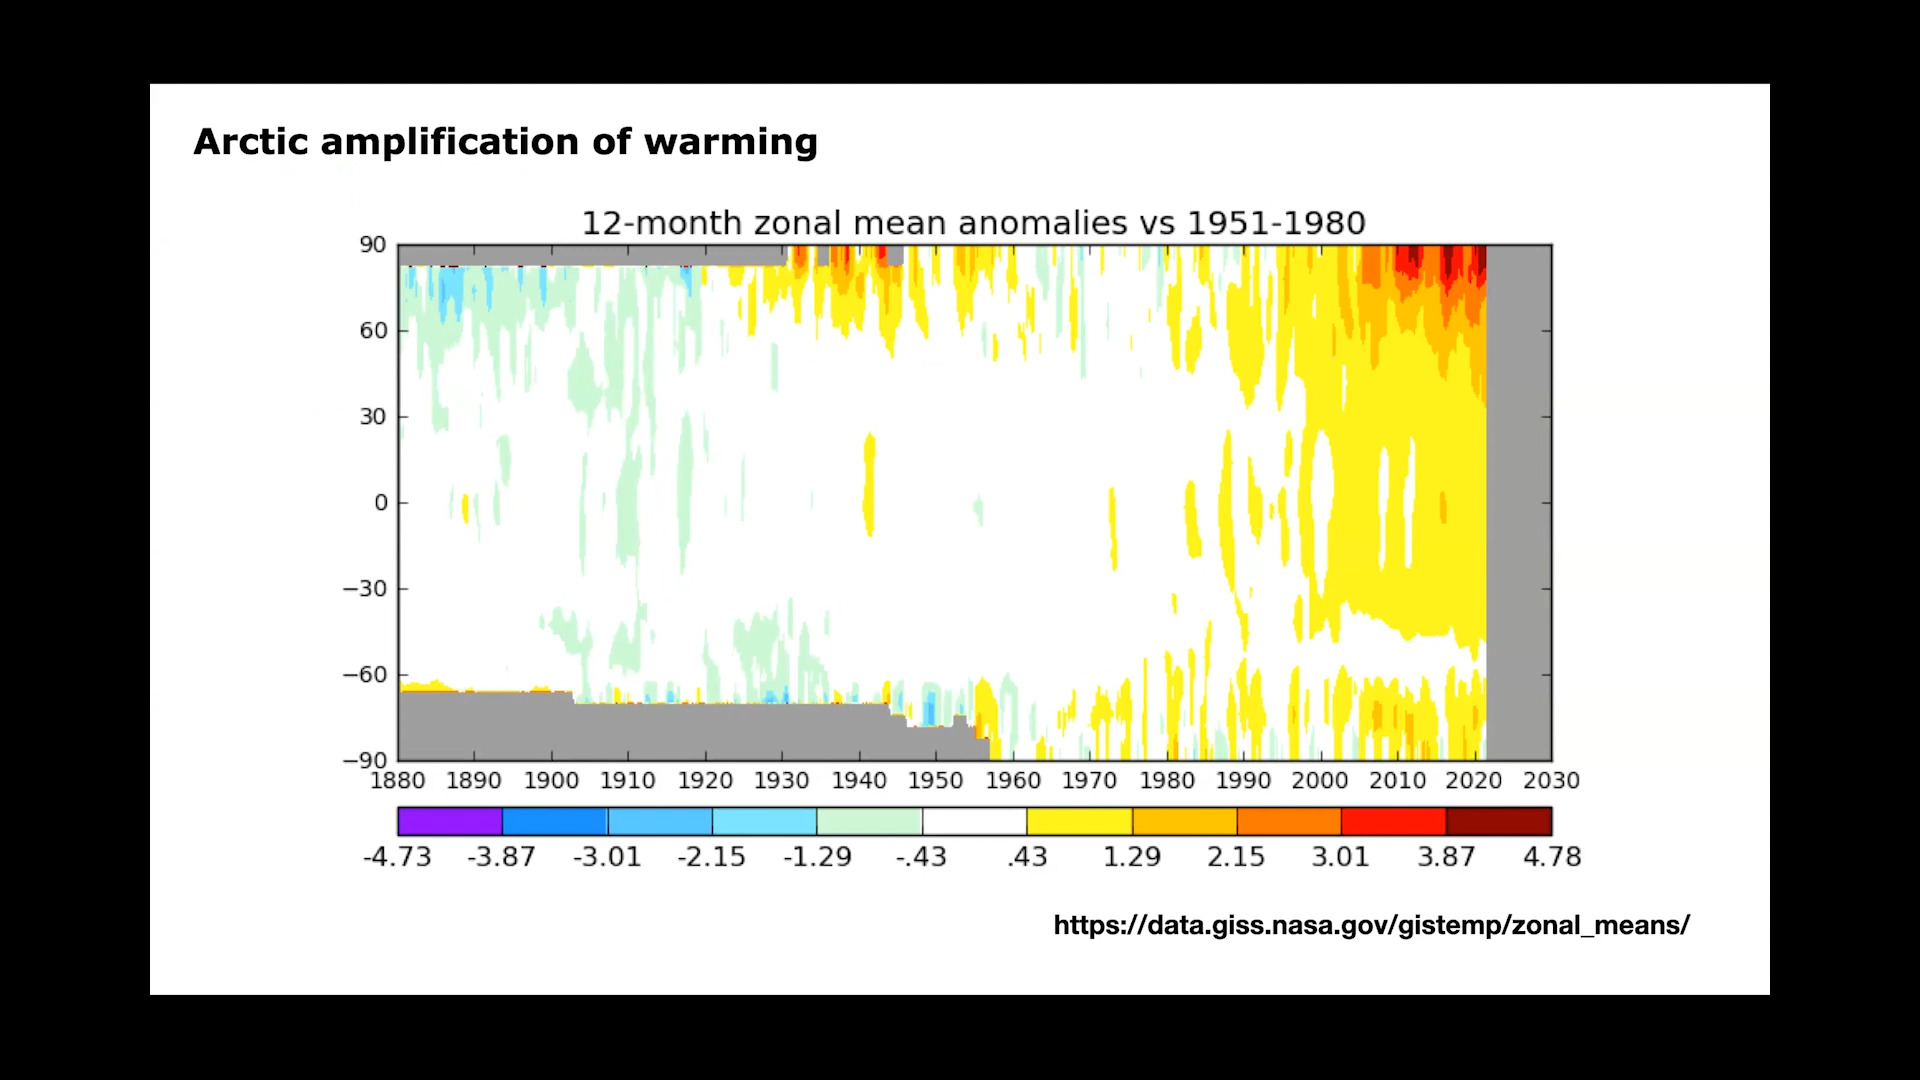 Arctic amplification of warming
12-month zonal mean anomalies vs 1951-1980
90
60
30
0
−30
−60
−90
1880 1890 1900 1910 1920 1930 1940 1950 1960 1970 1980 1990 2000 2010 2020 2030
-4.73 -3.87 -3.01 -2.15 -1.29 -.43 .43 1.29 2.15 3.01 3.87 4.78
https://data.giss.nasa.gov/gistemp/zonal_means/